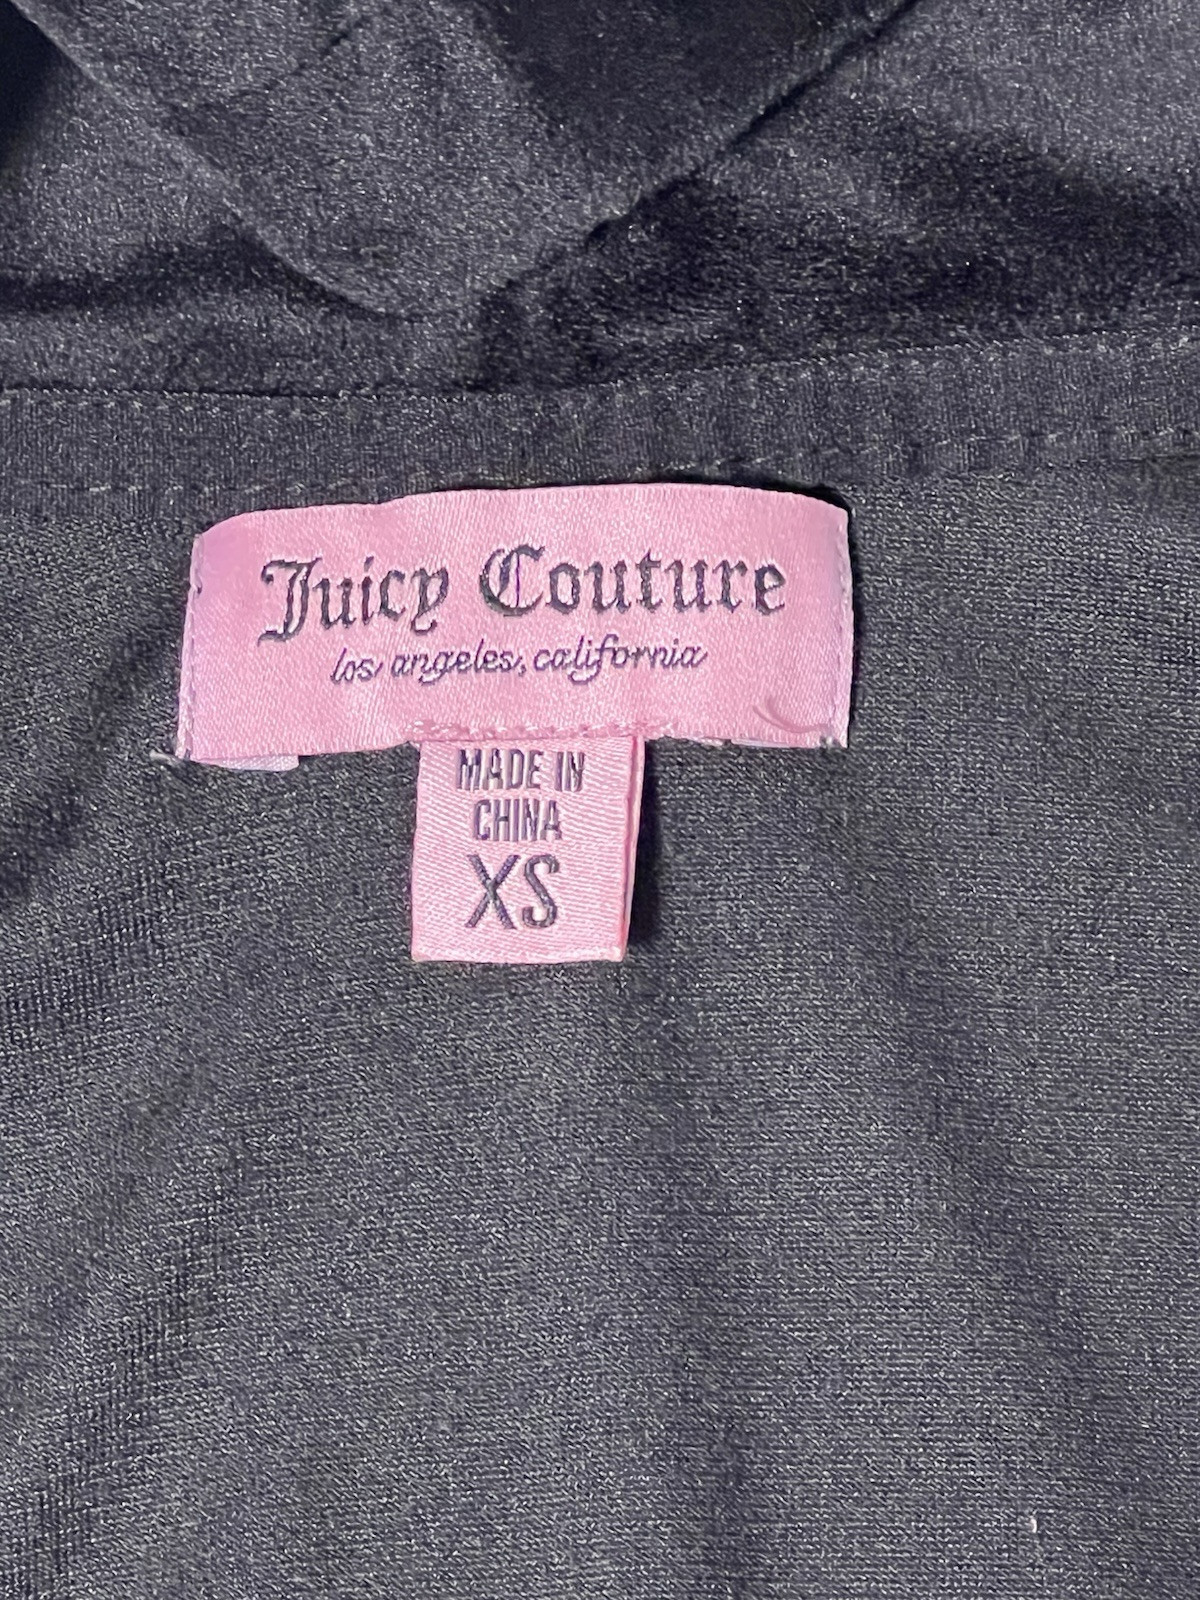 Juicy Couture
los angeles, california
MADE IN
CHINA
XS